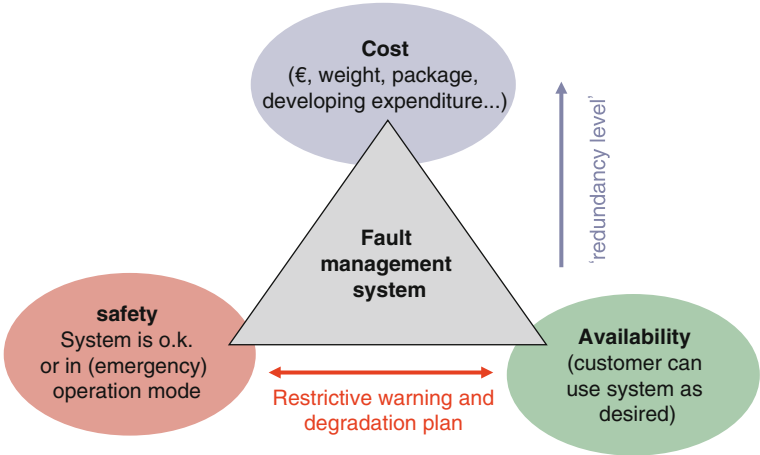 Cost
(€, weight, package,
developing expenditure...)
'redundancy level'
Fault
management
system
safety
System is o.k.
or in (emergency)
operation mode
Availability
(customer can
use system as
desired)
Restrictive warning and
degradation plan